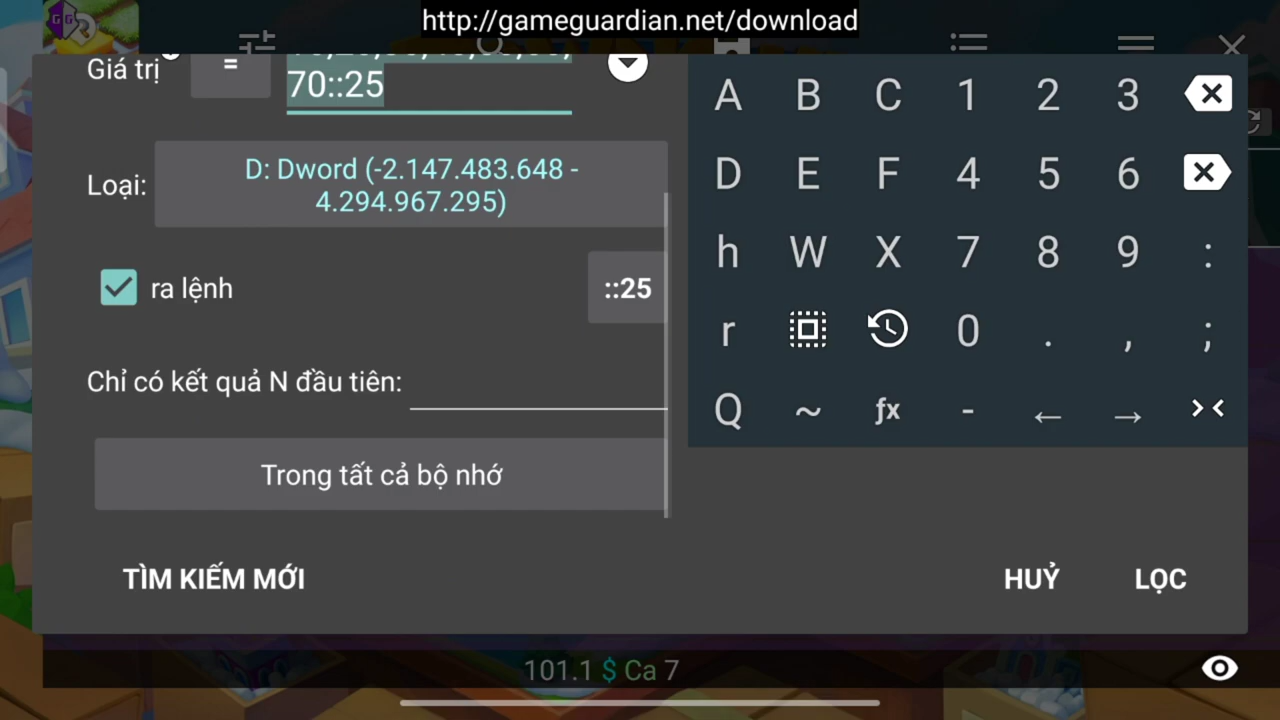 http://gameguardian.net/download
Giá trị
=
70::25
A B C 1 2 3
D E F 4 5 6
h W X 7 8 9 :
r 0 . , ;
Q ~ ƒx - ← → > <
Loại:
D: Dword (-2.147.483.648 -
4.294.967.295)
ra lệnh
::25
Chỉ có kết quả N đầu tiên:
Trong tất cả bộ nhớ
TÌM KIẾM MỚI
HUỶ
LỌC
101.1 $ Ca 7